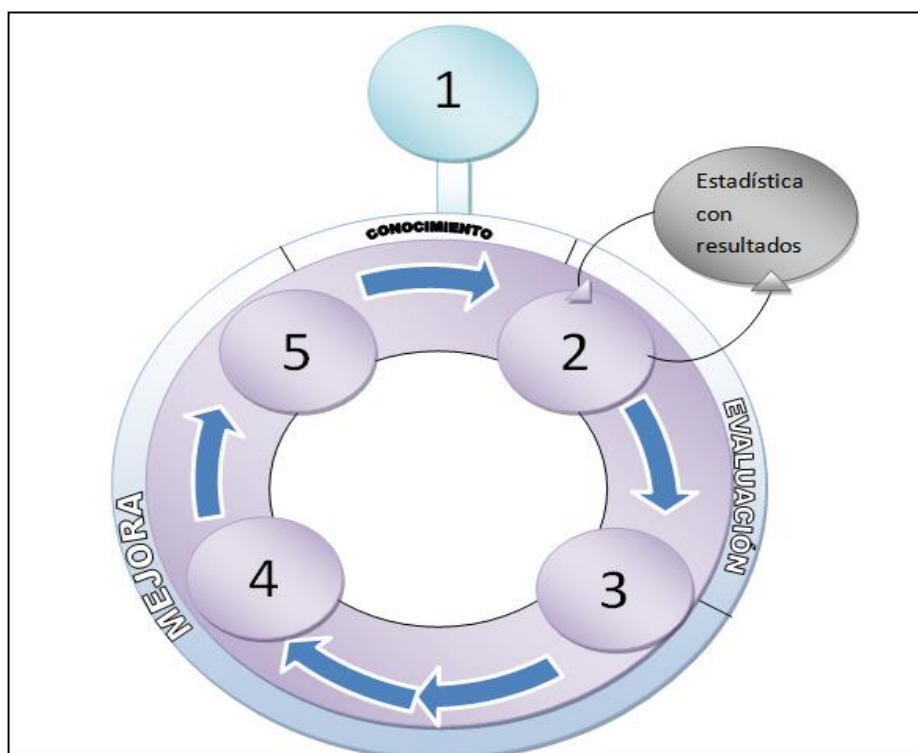 1
Estadística
con
resultados
CONOCIMIENTO
5
2
EVALUACIÓN
MEJORA
4
3